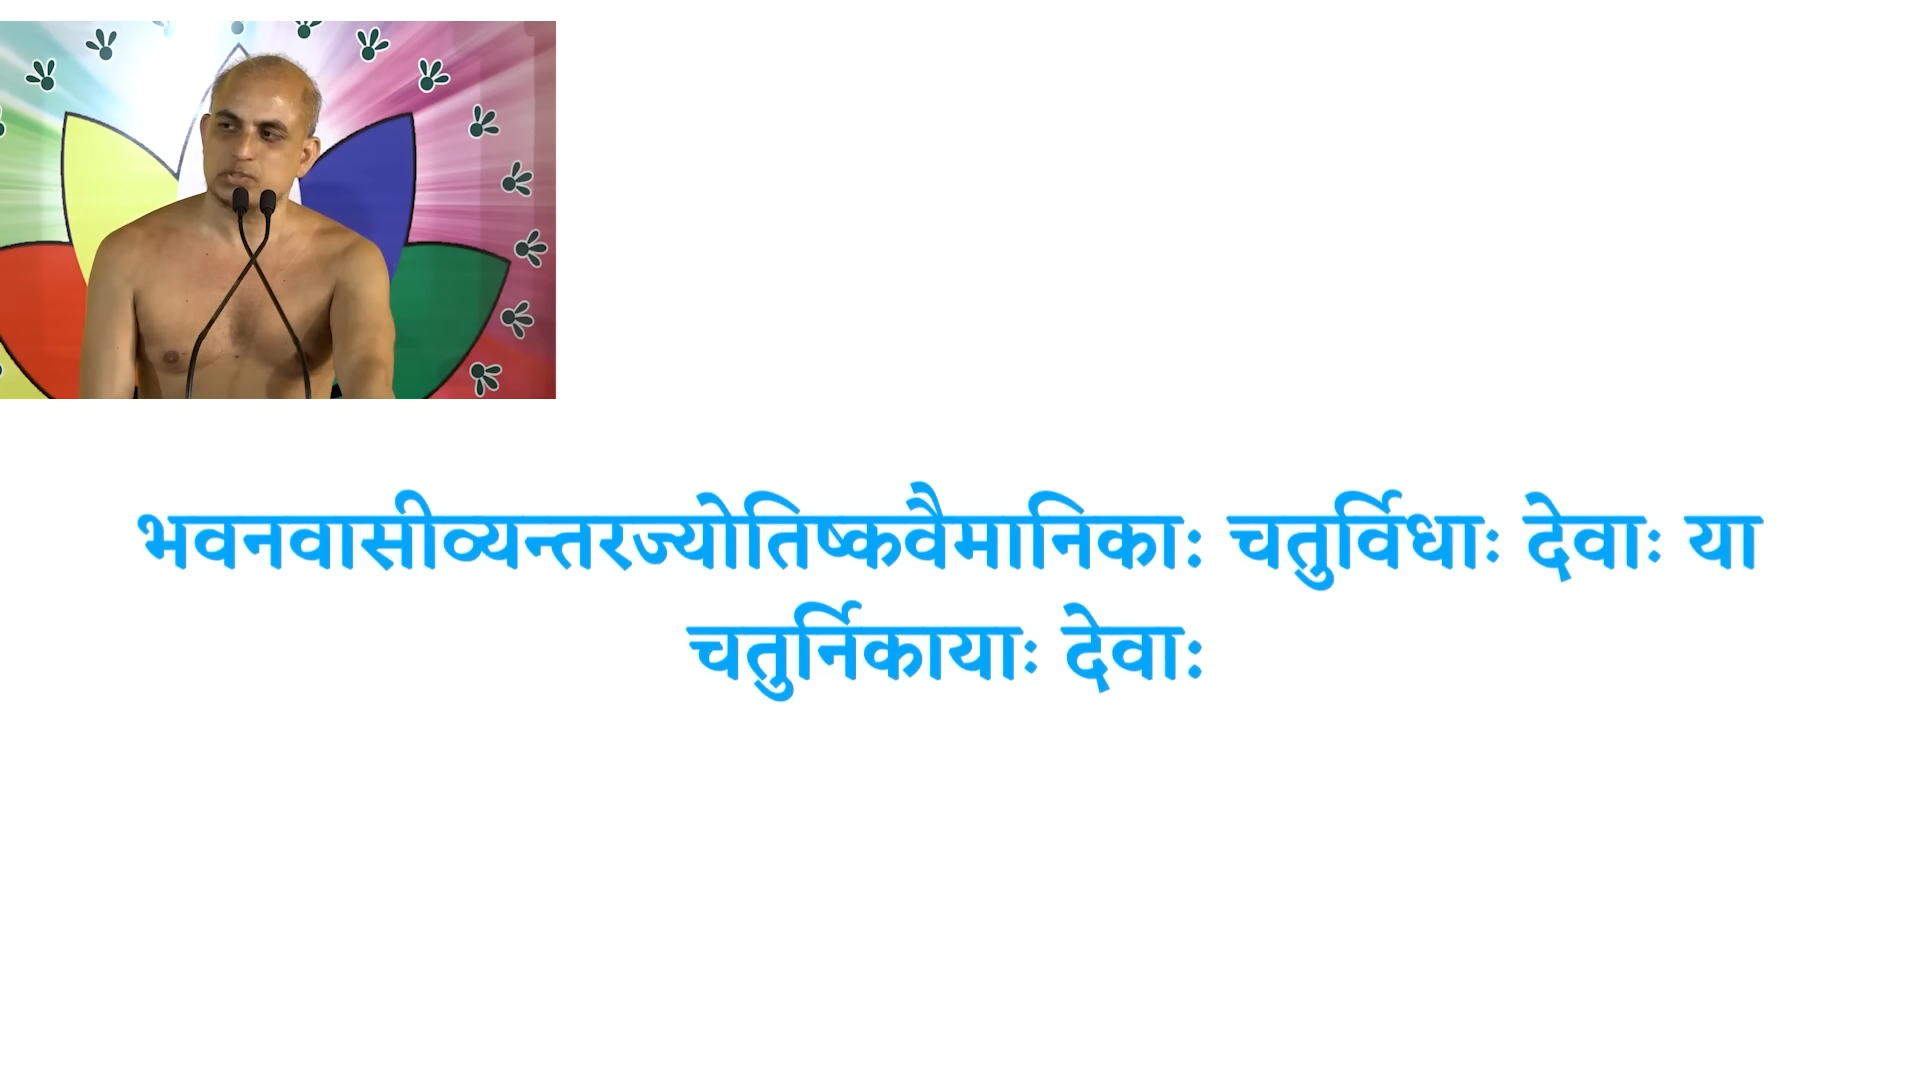 भवनवासीव्यन्तरज्योतिष्कवैमानिकाः चतुर्विधाः देवाः या
चतुर्निकायाः देवाः